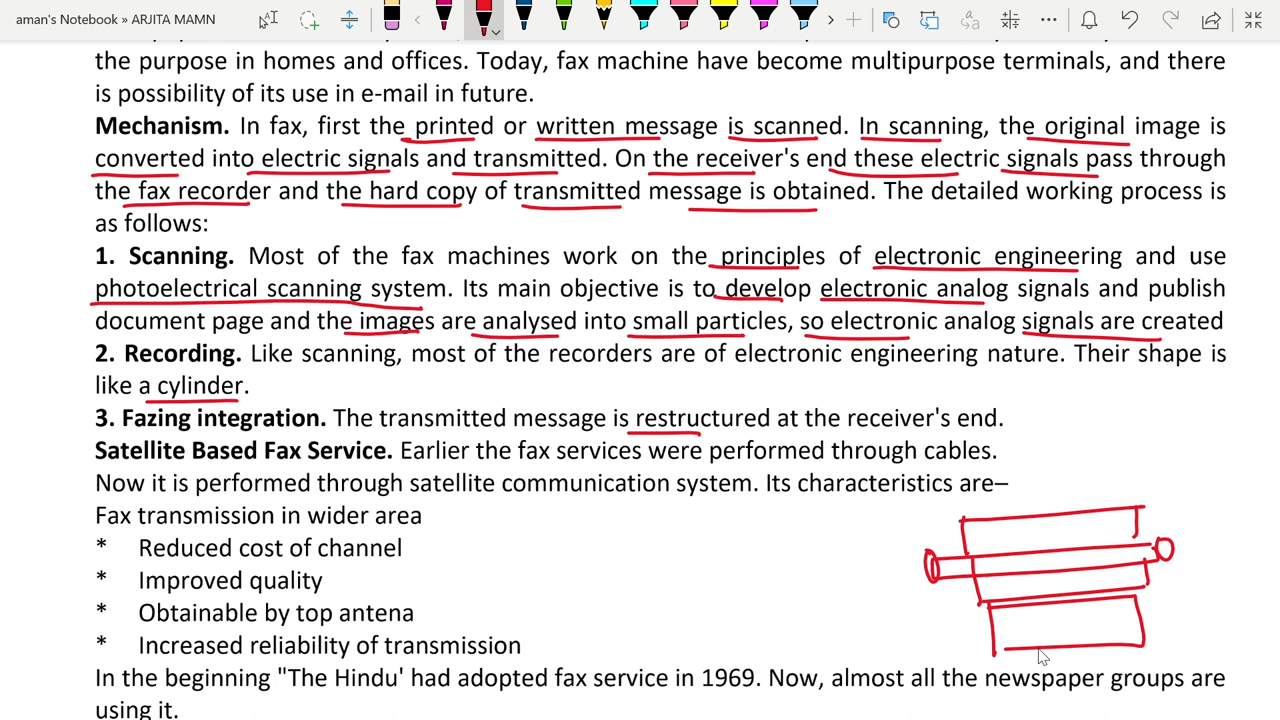 aman's Notebook » ARJITA MAMN
the purpose in homes and offices. Today, fax machine have become multipurpose terminals, and there
is possibility of its use in e-mail in future.
Mechanism. In fax, first the printed or written message is scanned. In scanning, the original image is
converted into electric signals and transmitted. On the receiver's end these electric signals pass through
the fax recorder and the hard copy of transmitted message is obtained. The detailed working process is
as follows:
1. Scanning. Most of the fax machines work on the principles of electronic engineering and use
photoelectrical scanning system. Its main objective is to develop electronic analog signals and publish
document page and the images are analysed into small particles, so electronic analog signals are created
2. Recording. Like scanning, most of the recorders are of electronic engineering nature. Their shape is
like a cylinder.
3. Fazing integration. The transmitted message is restructured at the receiver's end.
Satellite Based Fax Service. Earlier the fax services were performed through cables.
Now it is performed through satellite communication system. Its characteristics are–
Fax transmission in wider area
* Reduced cost of channel
* Improved quality
* Obtainable by top antena
* Increased reliability of transmission
In the beginning "The Hindu' had adopted fax service in 1969. Now, almost all the newspaper groups are
using it.